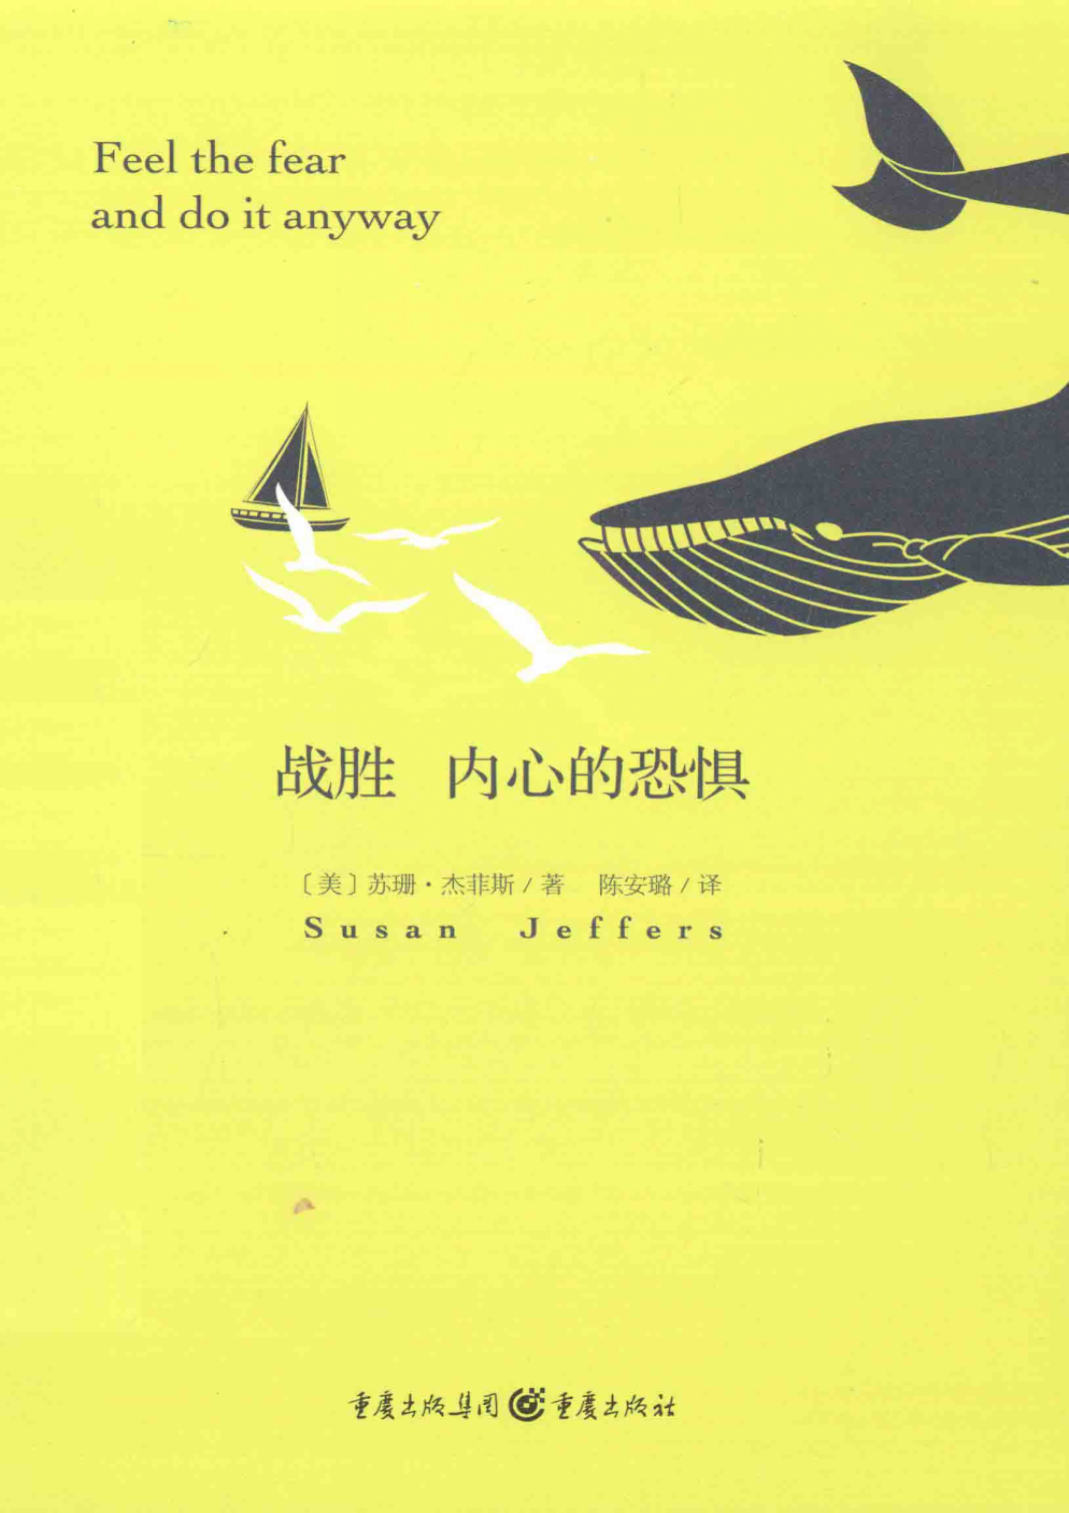 Feel the fear
and do it anyway
战胜 内心的恐惧
〔美〕苏珊·杰菲斯/著 陈安璐/译
Susan Jeffers
重庆出版集团 重庆出版社